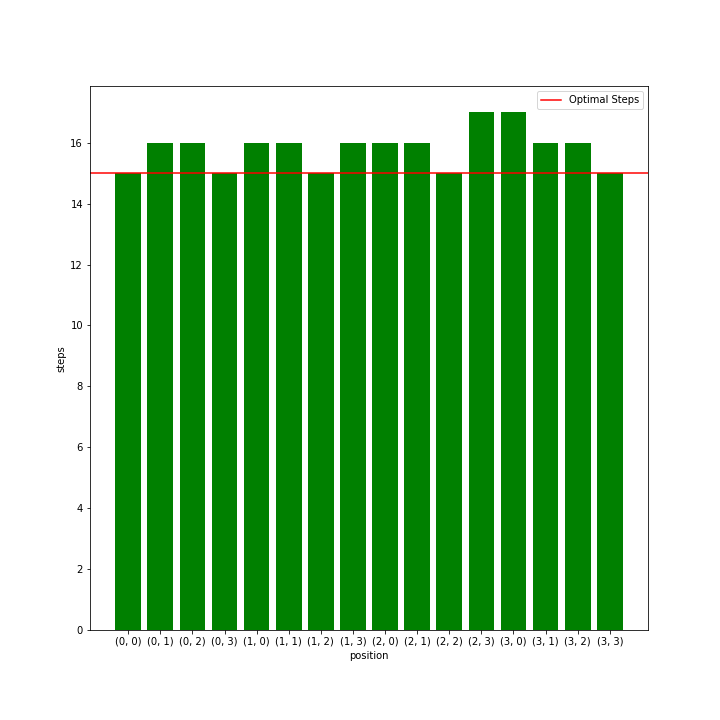 Optimal Steps
16
14
12
10
8
6
4
2
0
steps
(0, 0) (0, 1) (0, 2) (0, 3) (1, 0) (1, 1) (1, 2) (1, 3) (2, 0) (2, 1) (2, 2) (2, 3) (3, 0) (3, 1) (3, 2) (3, 3)
position